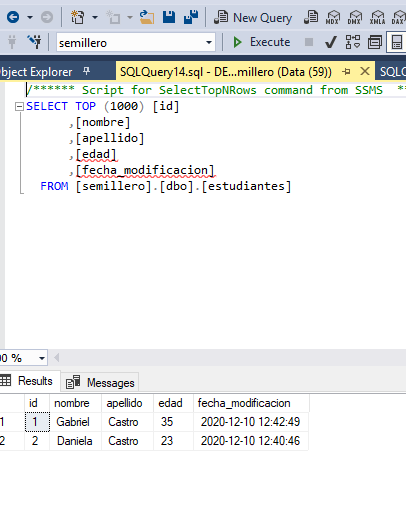 New Query MDX DMX XMLA DAX
semillero Execute
Object Explorer SQLQuery14.sql - DE...millero (Data (59)) SQLQ
/****** Script for SelectTopNRows command from SSMS **
SELECT TOP (1000) [id]
,[nombre]
,[apellido]
,[edad]
,[fecha_modificacion]
FROM [semillero].[dbo].[estudiantes]
00 %
Results Messages
id nombre apellido edad fecha_modificacion
1 1 Gabriel Castro 35 2020-12-10 12:42:49
2 2 Daniela Castro 23 2020-12-10 12:40:46